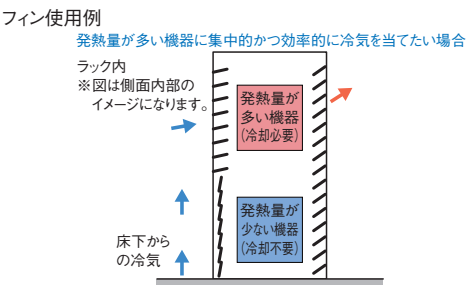 フィン使用例
発熱量が多い機器に集中的かつ効率的に冷気を当てたい場合
ラック内
※図は側面内部の
イメージになります。
発熱量が
多い機器
(冷却必要)
発熱量が
少ない機器
(冷却不要)
床下から
の冷気